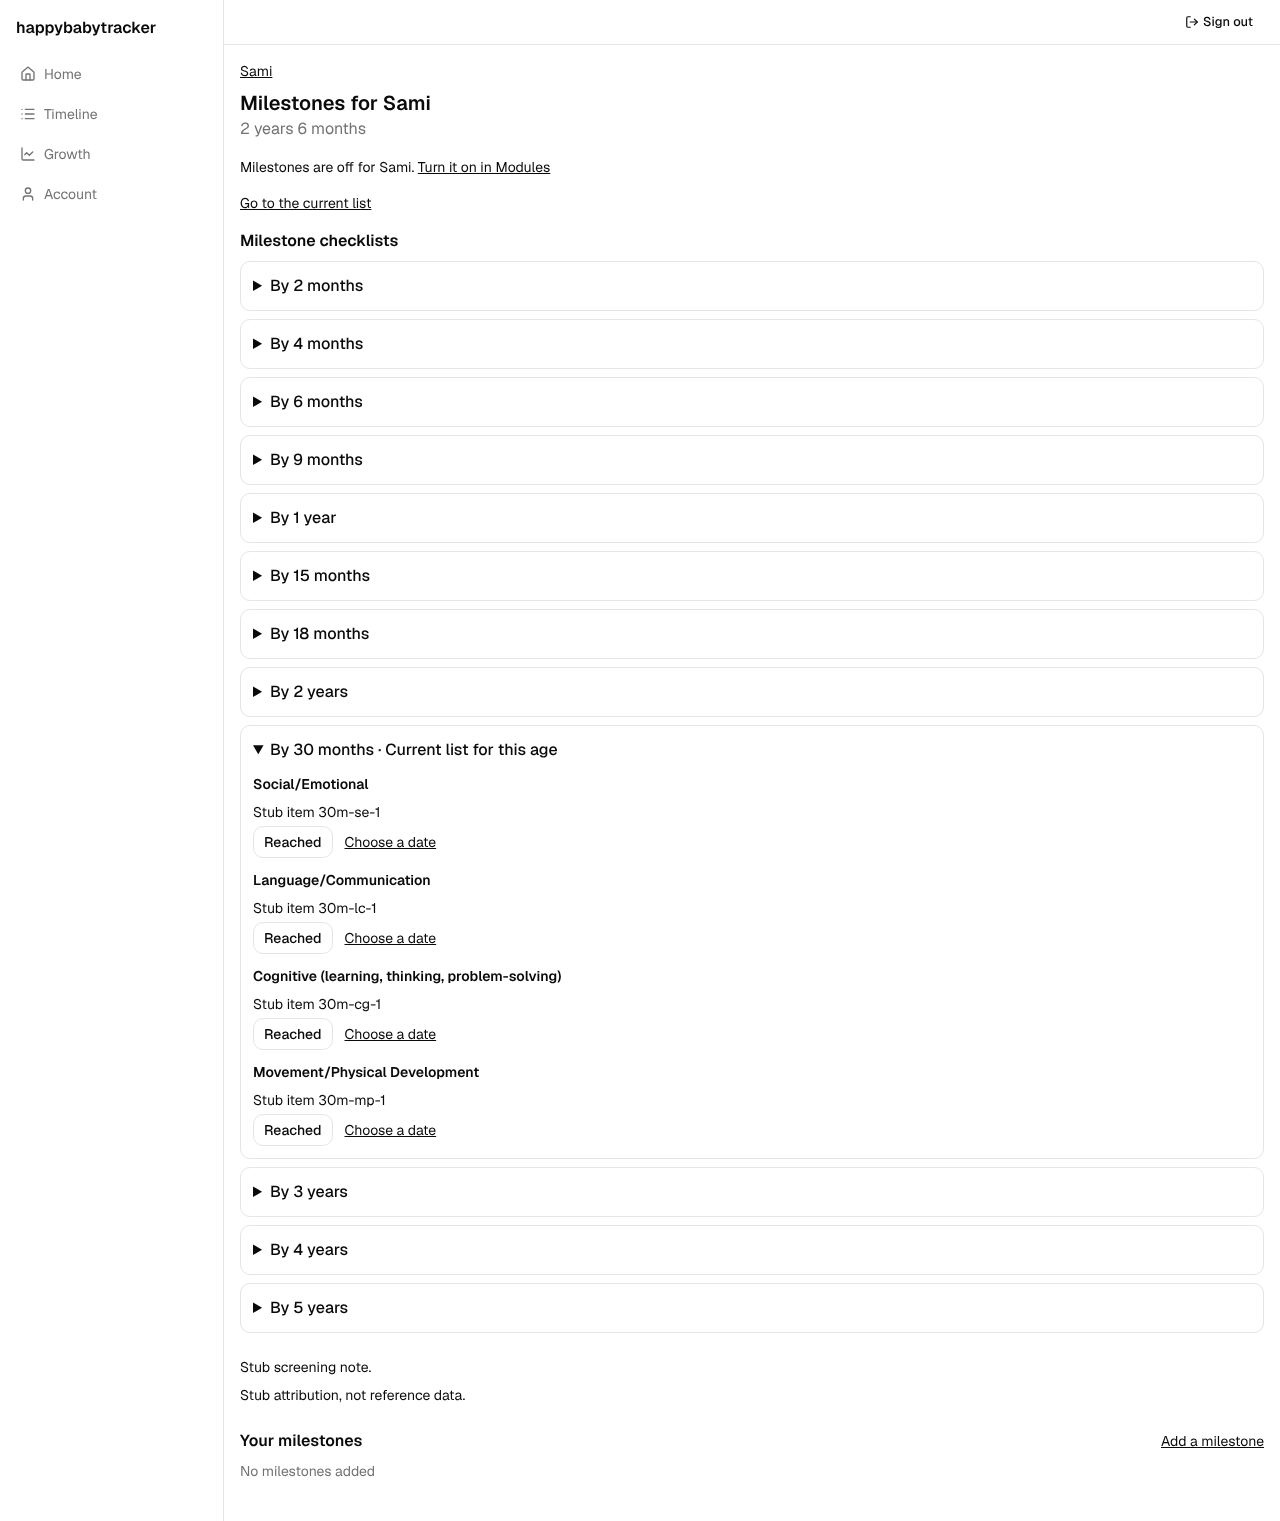 happybabytracker
Sign out
Home
Timeline
Growth
Account
Sami
Milestones for Sami
2 years 6 months
Milestones are off for Sami. Turn it on in Modules
Go to the current list
Milestone checklists
By 2 months
By 4 months
By 6 months
By 9 months
By 1 year
By 15 months
By 18 months
By 2 years
By 30 months · Current list for this age
Social/Emotional
Stub item 30m-se-1
Reached Choose a date
Language/Communication
Stub item 30m-lc-1
Reached Choose a date
Cognitive (learning, thinking, problem-solving)
Stub item 30m-cg-1
Reached Choose a date
Movement/Physical Development
Stub item 30m-mp-1
Reached Choose a date
By 3 years
By 4 years
By 5 years
Stub screening note.
Stub attribution, not reference data.
Your milestones Add a milestone
No milestones added